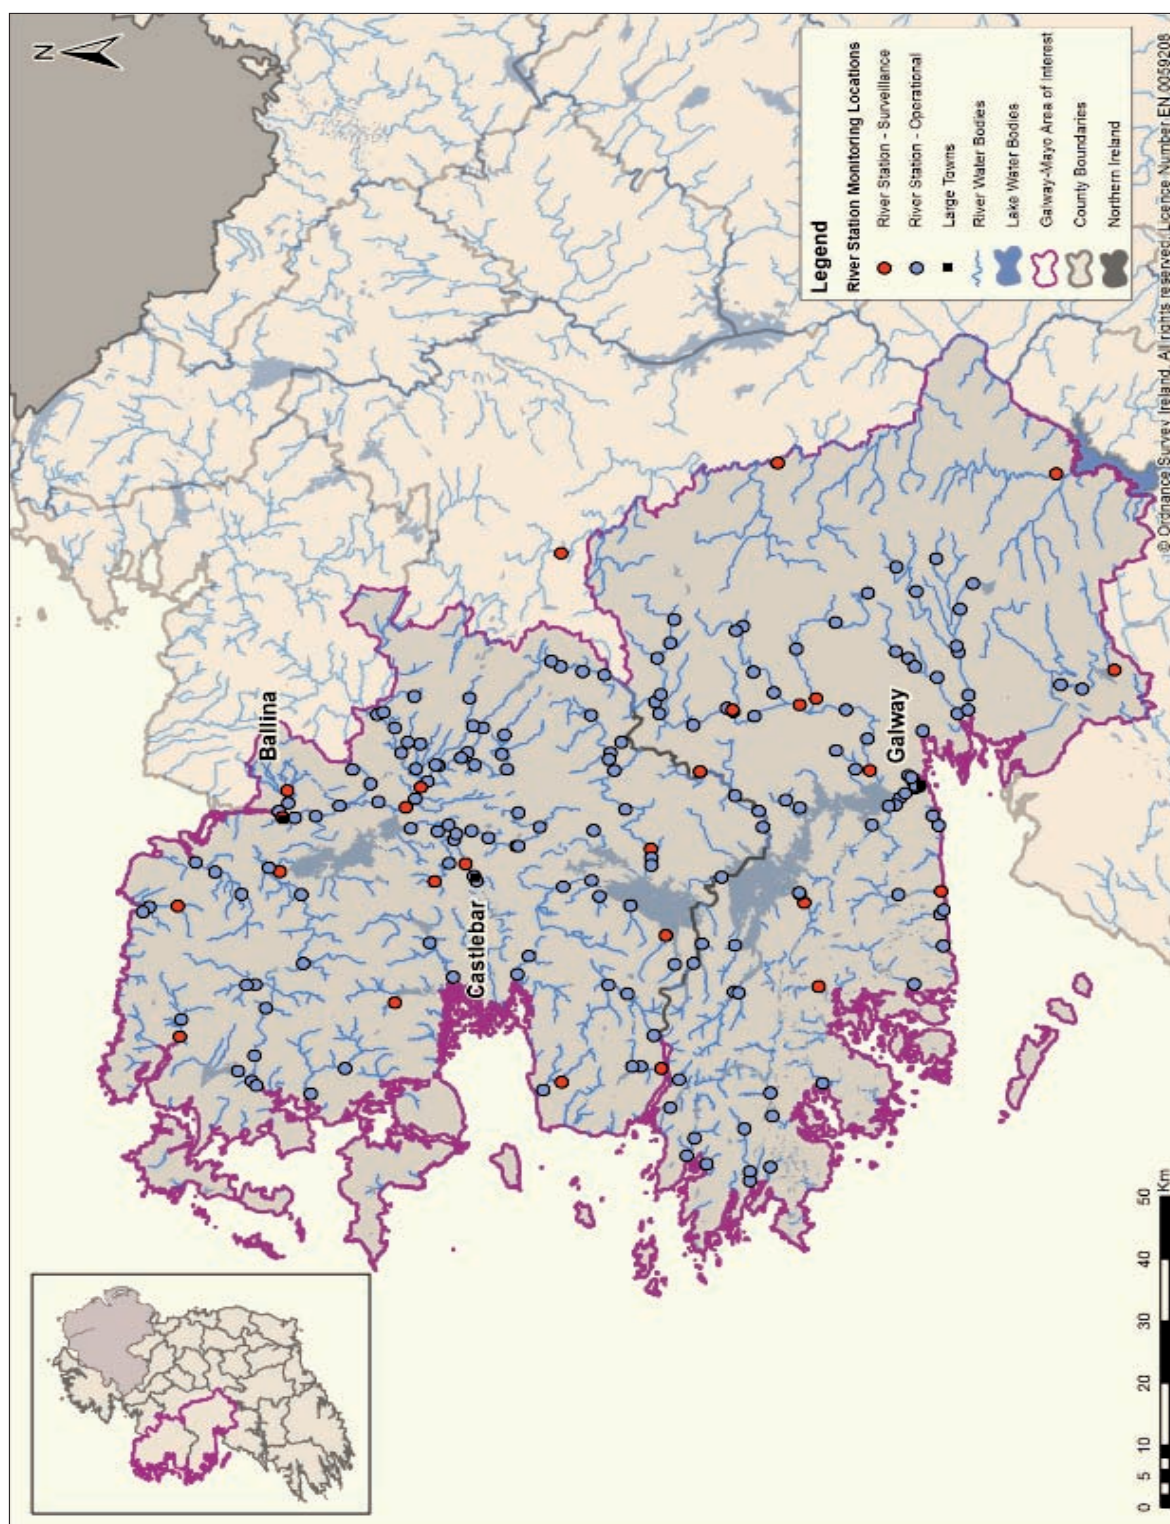 N
Ballina
Castlebar
Galway
Legend
River Station Monitoring Locations
River Station - Surveillance
River Station - Operational
Large Towns
River Water Bodies
Lake Water Bodies
Galway-Mayo Area of Interest
County Boundaries
Northern Ireland
0 5 10 20 30 40 50
Km
© Ordnance Survey Ireland. All rights reserved. Licence Number EN.0059208